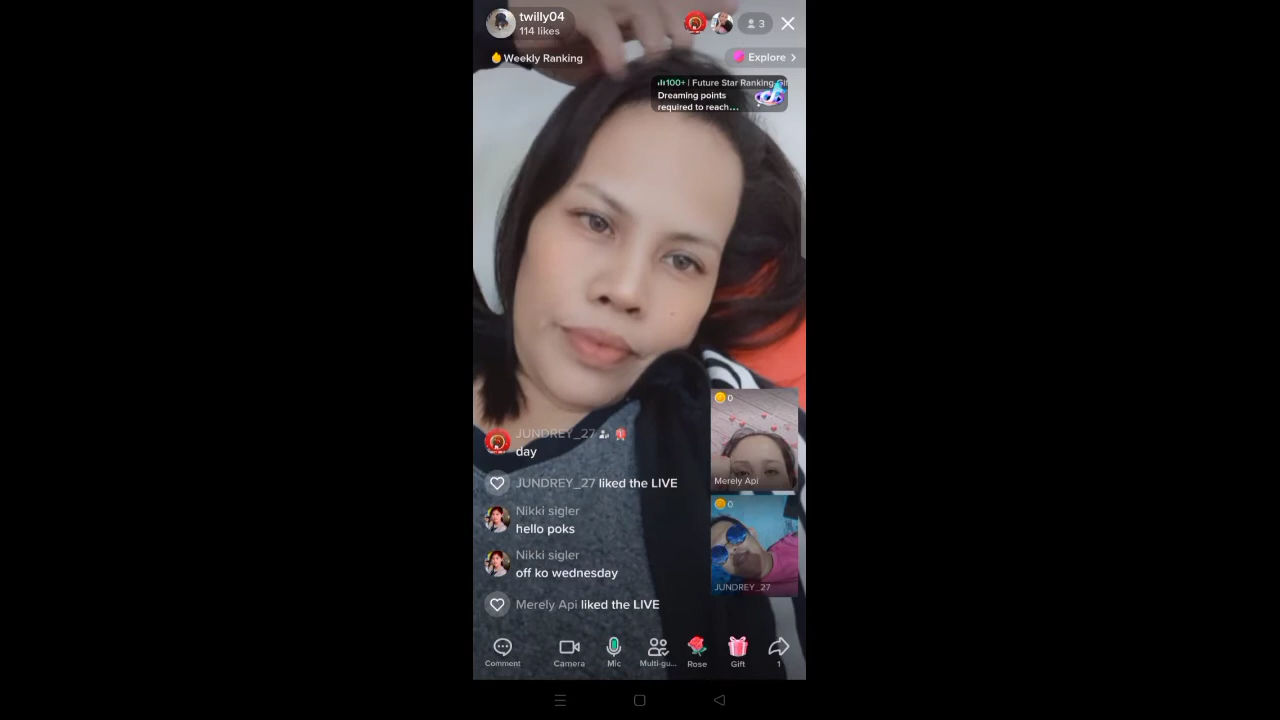 twilly04
114 likes
3
Weekly Ranking
Explore
100+ | Future Star Ranking Gif
Dreaming points
required to reach...
0
Merely Api
0
JUNDREY_27
JUNDREY_27
day
JUNDREY_27 liked the LIVE
Nikki sigler
hello poks
Nikki sigler
off ko wednesday
Merely Api liked the LIVE
Comment
Camera
Mic
Multi-gu...
Rose
Gift
1